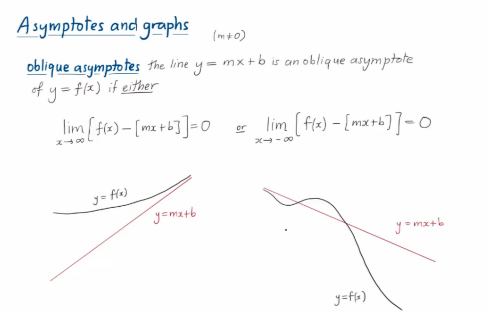 Asymptotes and graphs
(m≠0)
oblique asymptotes The line y = mx+b is an oblique asymptote
of y = f(x) if either
lim x→∞ [f(x) − [mx+b]] = 0 or lim x→−∞ [f(x) − [mx+b]] = 0
y = f(x)
y=mx+b
y = mx+b
y=f(x)